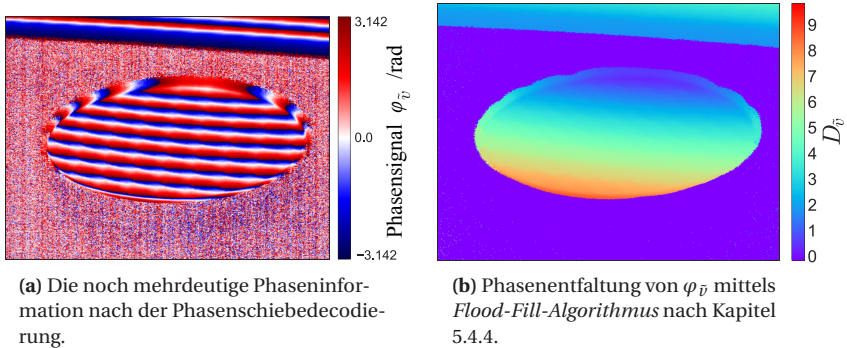 3.142
0.0
−3.142
Phasensignal φ_ṽ /rad
9
8
7
6
5
4
3
2
1
0
D_ṽ
(a) Die noch mehrdeutige Phaseninfor-
mation nach der Phasenschiebedecodie-
rung.
(b) Phasenentfaltung von φ_ṽ mittels
Flood-Fill-Algorithmus nach Kapitel
5.4.4.